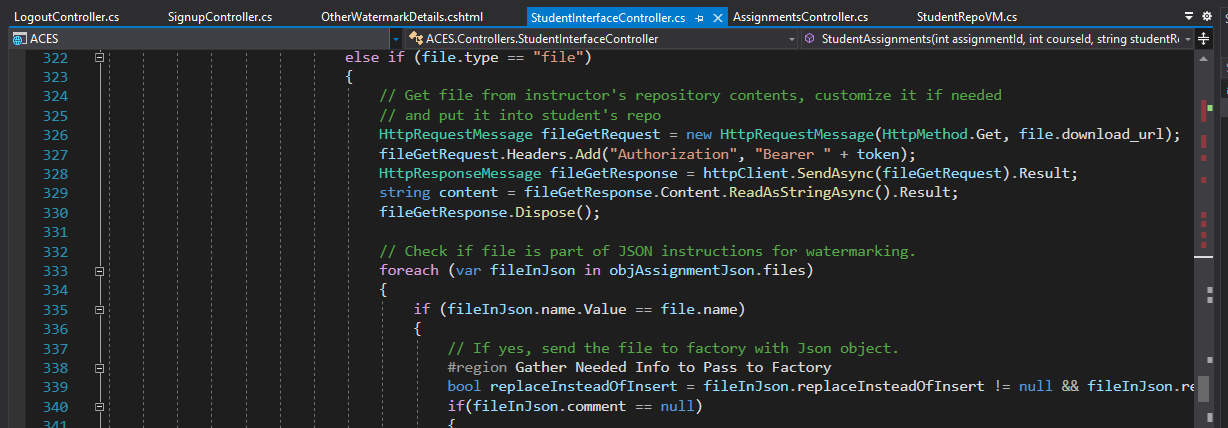 LogoutController.cs SignupController.cs OtherWatermarkDetails.cshtml StudentInterfaceController.cs AssignmentsController.cs StudentRepoVM.cs
ACES ACES.Controllers.StudentInterfaceController StudentAssignments(int assignmentId, int courseId, string studentRe
322 else if (file.type == "file")
323 {
324 // Get file from instructor's repository contents, customize it if needed
325 // and put it into student's repo
326 HttpRequestMessage fileGetRequest = new HttpRequestMessage(HttpMethod.Get, file.download_url);
327 fileGetRequest.Headers.Add("Authorization", "Bearer " + token);
328 HttpResponseMessage fileGetResponse = httpClient.SendAsync(fileGetRequest).Result;
329 string content = fileGetResponse.Content.ReadAsStringAsync().Result;
330 fileGetResponse.Dispose();
331
332 // Check if file is part of JSON instructions for watermarking.
333 foreach (var fileInJson in objAssignmentJson.files)
334 {
335 if (fileInJson.name.Value == file.name)
336 {
337 // If yes, send the file to factory with Json object.
338 #region Gather Needed Info to Pass to Factory
339 bool replaceInsteadOfInsert = fileInJson.replaceInsteadOfInsert != null && fileInJson.re
340 if(fileInJson.comment == null)
341 {